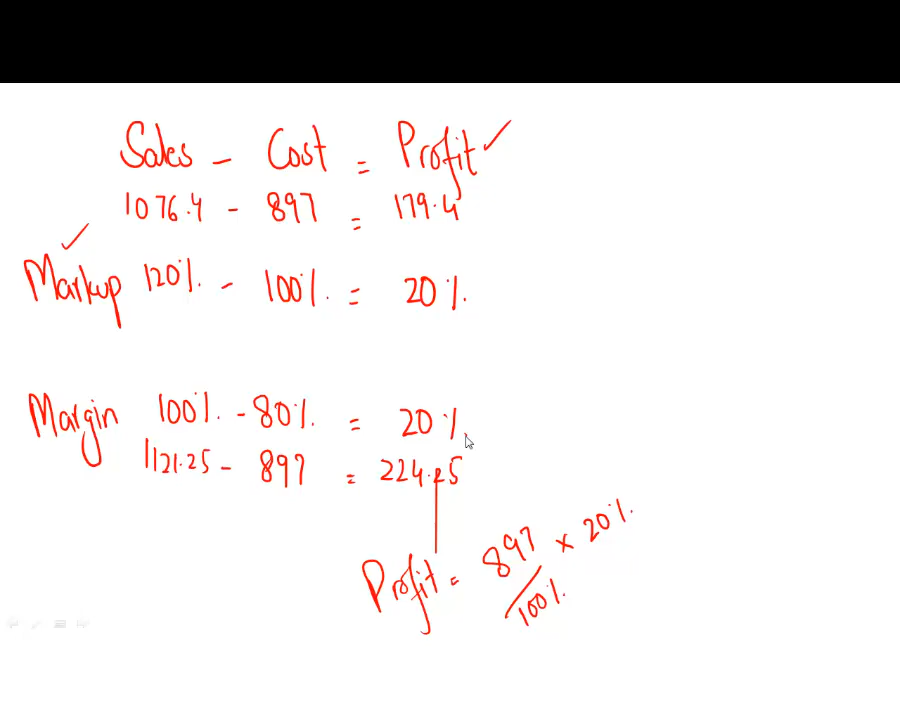 Sales - Cost = Profit ✓
1076.4 - 897 = 179.4
✓
Markup 120% - 100% = 20%
Margin 100% - 80% = 20%
1121.25 - 897 = 224.25
Profit = 897 / 100% × 20%